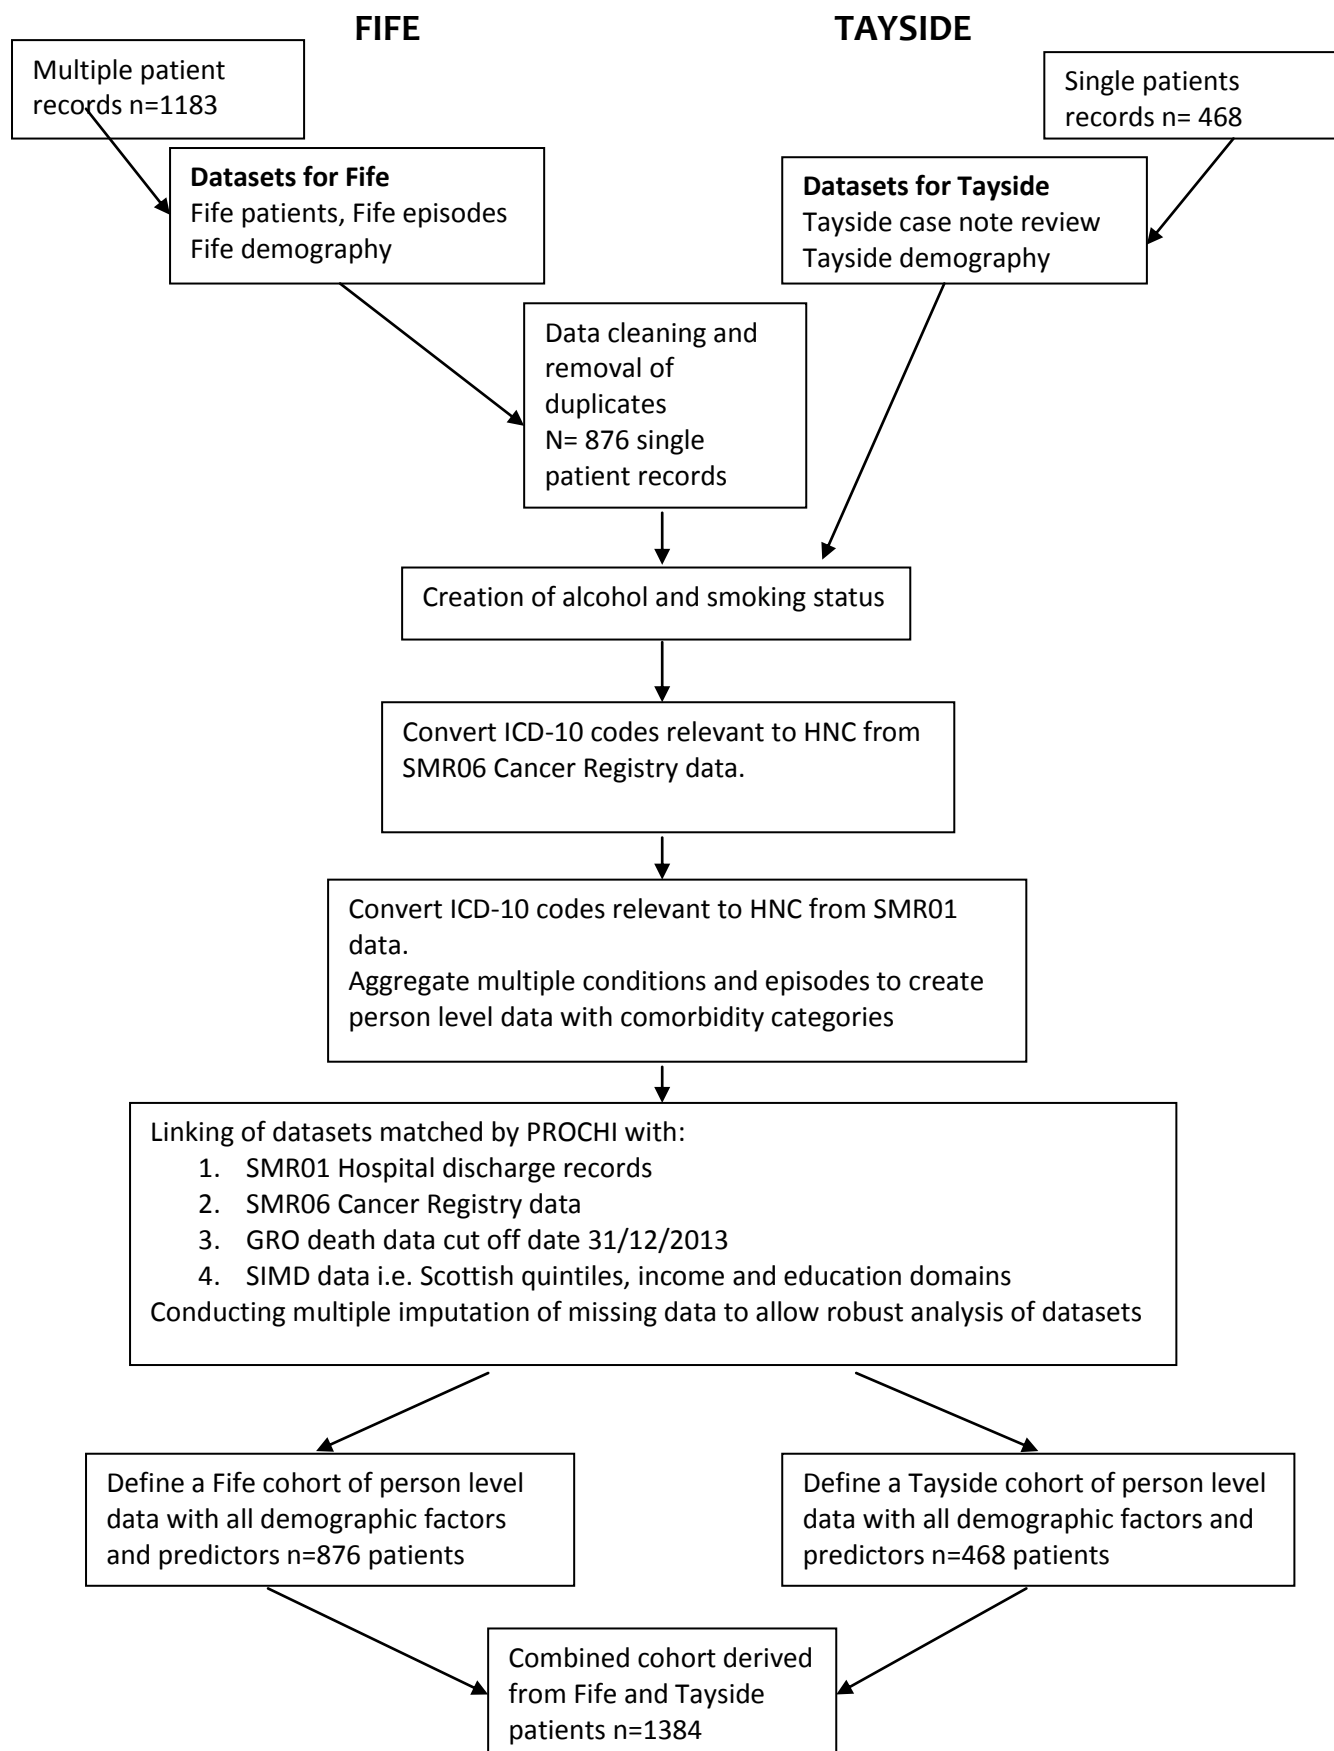 FIFE
TAYSIDE
Multiple patient
records n=1183
Single patients
records n= 468
Datasets for Fife
Fife patients, Fife episodes
Fife demography
Datasets for Tayside
Tayside case note review
Tayside demography
Data cleaning and
removal of
duplicates
N= 876 single
patient records
Creation of alcohol and smoking status
Convert ICD-10 codes relevant to HNC from
SMR06 Cancer Registry data.
Convert ICD-10 codes relevant to HNC from SMR01
data.
Aggregate multiple conditions and episodes to create
person level data with comorbidity categories
Linking of datasets matched by PROCHI with:
1. SMR01 Hospital discharge records
2. SMR06 Cancer Registry data
3. GRO death data cut off date 31/12/2013
4. SIMD data i.e. Scottish quintiles, income and education domains
Conducting multiple imputation of missing data to allow robust analysis of datasets
Define a Fife cohort of person level
data with all demographic factors
and predictors n=876 patients
Define a Tayside cohort of person level
data with all demographic factors and
predictors n=468 patients
Combined cohort derived
from Fife and Tayside
patients n=1384